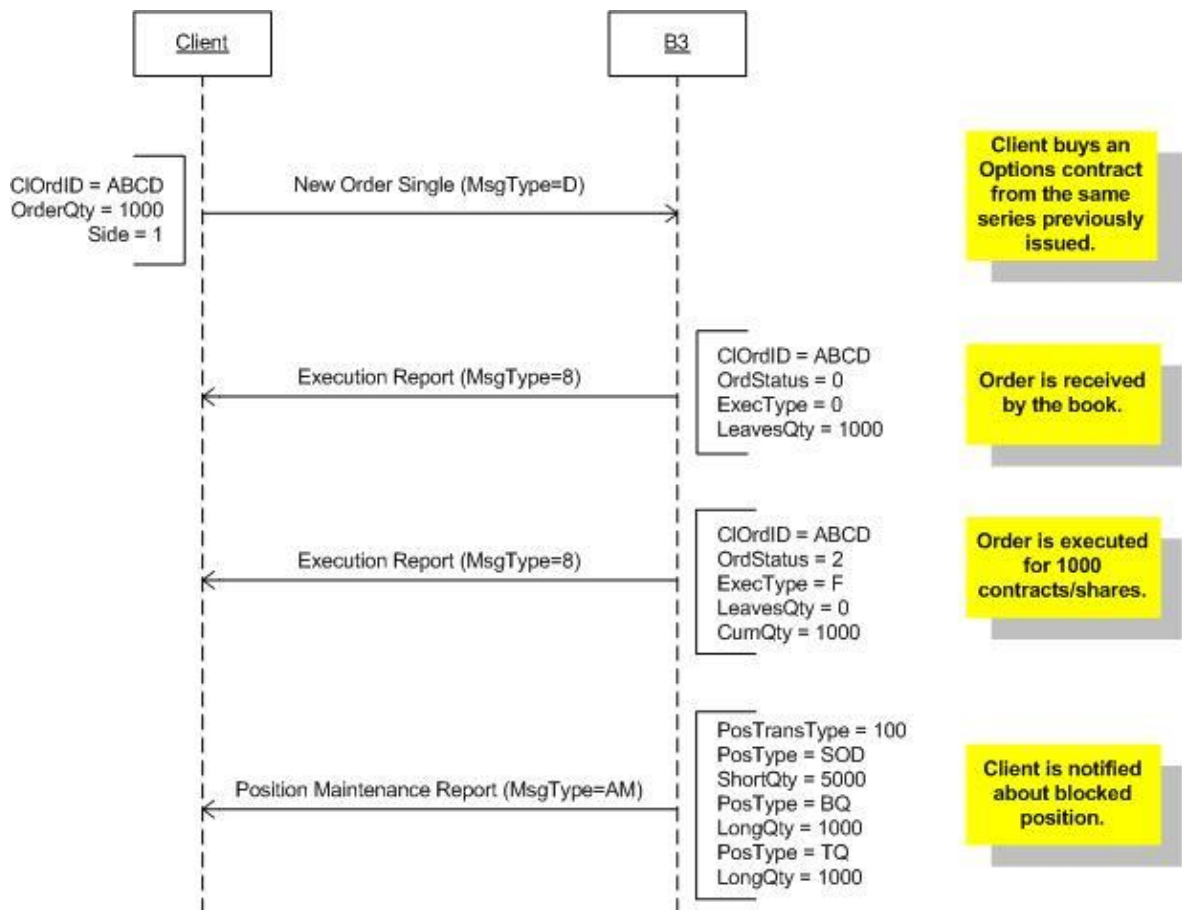 Client
B3
ClOrdID = ABCD
OrderQty = 1000
Side = 1
New Order Single (MsgType=D)
Client buys an
Options contract
from the same
series previously
issued.
Execution Report (MsgType=8)
ClOrdID = ABCD
OrdStatus = 0
ExecType = 0
LeavesQty = 1000
Order is received
by the book.
Execution Report (MsgType=8)
ClOrdID = ABCD
OrdStatus = 2
ExecType = F
LeavesQty = 0
CumQty = 1000
Order is executed
for 1000
contracts/shares.
Position Maintenance Report (MsgType=AM)
PosTransType = 100
PosType = SOD
ShortQty = 5000
PosType = BQ
LongQty = 1000
PosType = TQ
LongQty = 1000
Client is notified
about blocked
position.